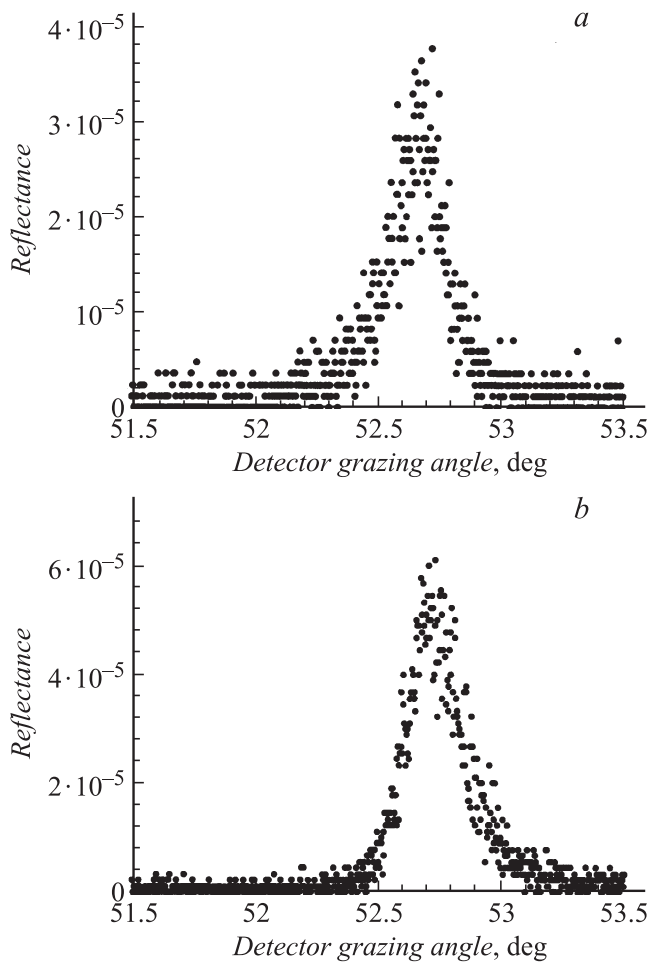 a
4·10⁻⁵
3·10⁻⁵
2·10⁻⁵
10⁻⁵
0
Reflectance
51.5 52 52.5 53 53.5
Detector grazing angle, deg
b
6·10⁻⁵
4·10⁻⁵
2·10⁻⁵
0
Reflectance
51.5 52 52.5 53 53.5
Detector grazing angle, deg